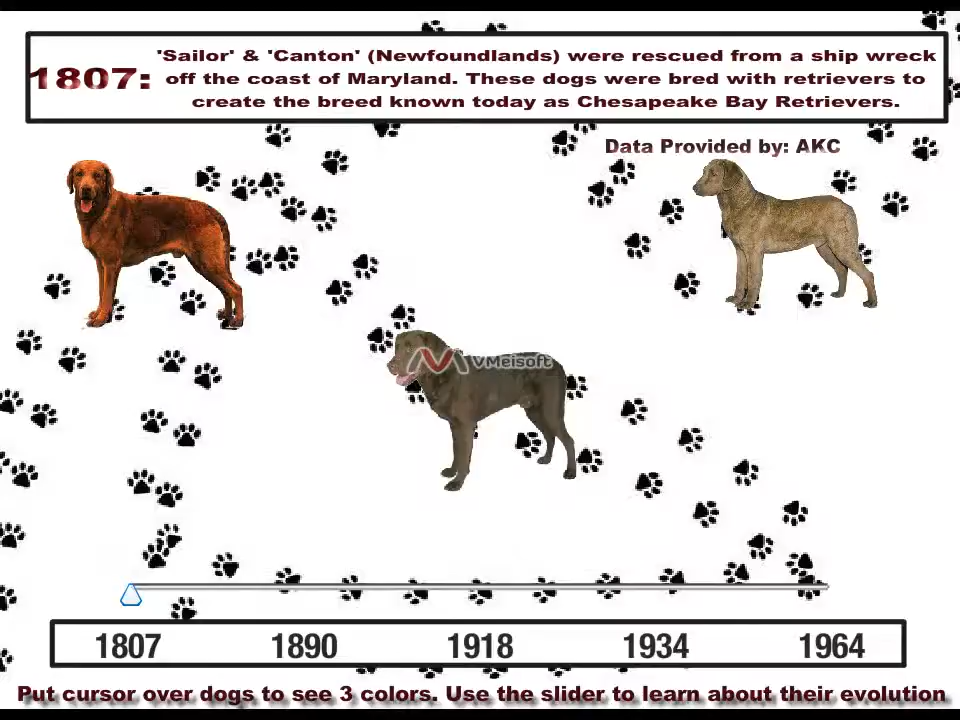 'Sailor' & 'Canton' (Newfoundlands) were rescued from a ship wreck
1807: off the coast of Maryland. These dogs were bred with retrievers to
create the breed known today as Chesapeake Bay Retrievers.
Data Provided by: AKC
VMeisoft
1807 1890 1918 1934 1964
Put cursor over dogs to see 3 colors. Use the slider to learn about their evolution